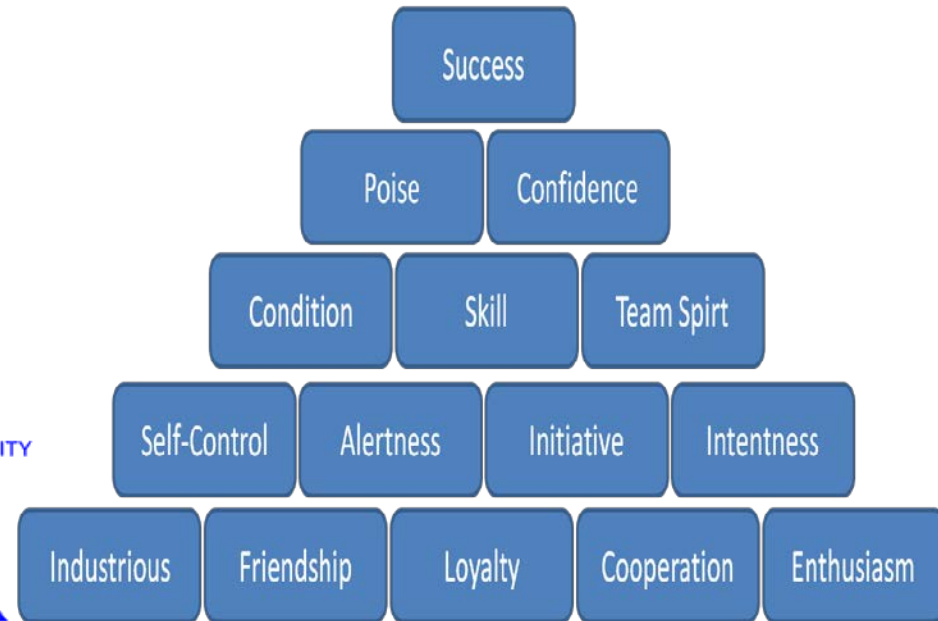 Success
Poise Confidence
Condition Skill Team Spirt
Self-Control Alertness Initiative Intentness
ITY
Industrious Friendship Loyalty Cooperation Enthusiasm